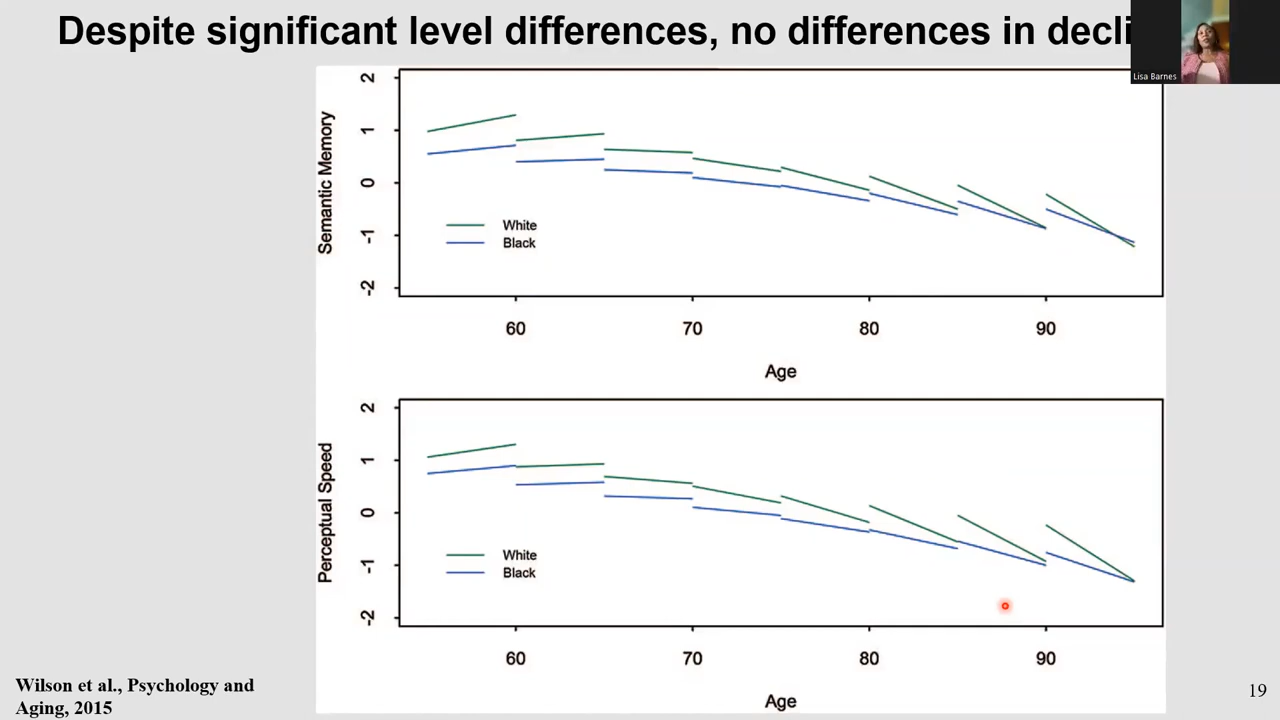 Despite significant level differences, no differences in
Lisa Barnes
Semantic Memory
2
1
0
-1
-2
White
Black
60 70 80 90
Age
Perceptual Speed
2
1
0
-1
-2
White
Black
60 70 80 90
Age
Wilson et al., Psychology and
Aging, 2015
19